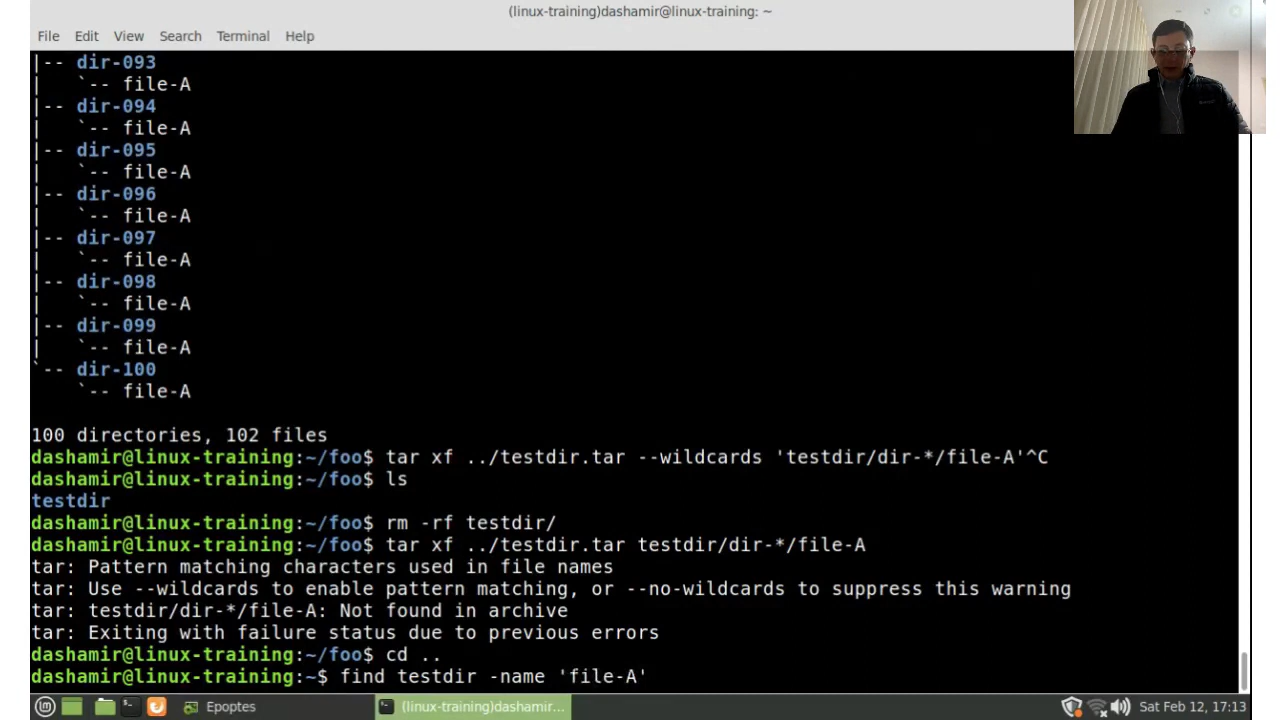 (linux-training)dashamir@linux-training: ~
File Edit View Search Terminal Help
|-- dir-093
|   `-- file-A
|-- dir-094
|   `-- file-A
|-- dir-095
|   `-- file-A
|-- dir-096
|   `-- file-A
|-- dir-097
|   `-- file-A
|-- dir-098
|   `-- file-A
|-- dir-099
|   `-- file-A
`-- dir-100
    `-- file-A
100 directories, 102 files
dashamir@linux-training:~/foo$ tar xf ../testdir.tar --wildcards 'testdir/dir-*/file-A'^C
dashamir@linux-training:~/foo$ ls
testdir
dashamir@linux-training:~/foo$ rm -rf testdir/
dashamir@linux-training:~/foo$ tar xf ../testdir.tar testdir/dir-*/file-A
tar: Pattern matching characters used in file names
tar: Use --wildcards to enable pattern matching, or --no-wildcards to suppress this warning
tar: testdir/dir-*/file-A: Not found in archive
tar: Exiting with failure status due to previous errors
dashamir@linux-training:~/foo$ cd ..
dashamir@linux-training:~$ find testdir -name 'file-A'
Epoptes (linux-training)dashamir... Sat Feb 12, 17:13